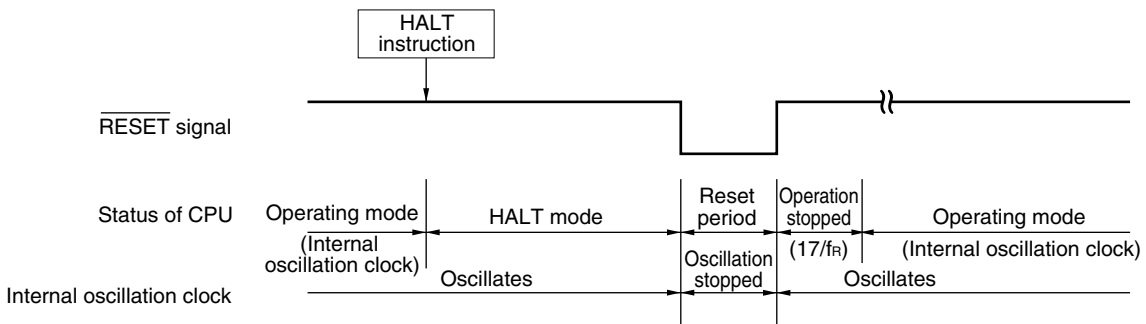 HALT
instruction
RESET signal
Status of CPU
Operating mode
(Internal
oscillation clock)
HALT mode
Reset
period
Operation
stopped
(17/fR)
Operating mode
(Internal oscillation clock)
Internal oscillation clock
Oscillates
Oscillation
stopped
Oscillates